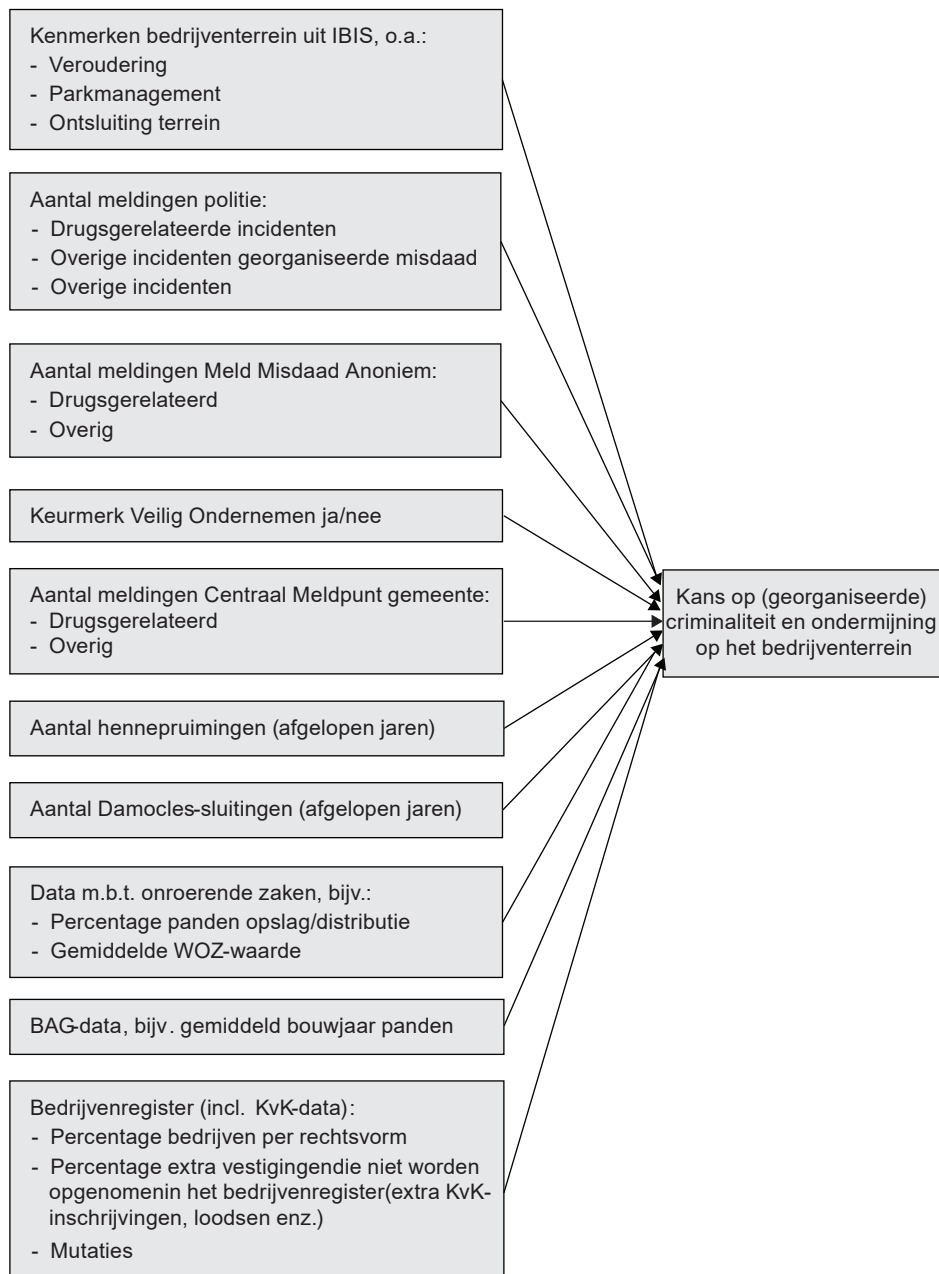 Kenmerken bedrijventerrein uit IBIS, o.a.:
- Veroudering
- Parkmanagement
- Ontsluiting terrein
Aantal meldingen politie:
- Drugsgerelateerde incidenten
- Overige incidenten georganiseerde misdaad
- Overige incidenten
Aantal meldingen Meld Misdaad Anoniem:
- Drugsgerelateerd
- Overig
Keurmerk Veilig Ondernemen ja/nee
Aantal meldingen Centraal Meldpunt gemeente:
- Drugsgerelateerd
- Overig
Aantal hennepruimingen (afgelopen jaren)
Aantal Damocles-sluitingen (afgelopen jaren)
Data m.b.t. onroerende zaken, bijv.:
- Percentage panden opslag/distributie
- Gemiddelde WOZ-waarde
BAG-data, bijv. gemiddeld bouwjaar panden
Bedrijvenregister (incl. KvK-data):
- Percentage bedrijven per rechtsvorm
- Percentage extra vestigingendie niet worden
opgenomenin het bedrijvenregister(extra KvK-
inschrijvingen, loodsen enz.)
- Mutaties
Kans op (georganiseerde)
criminaliteit en ondermijning
op het bedrijventerrein